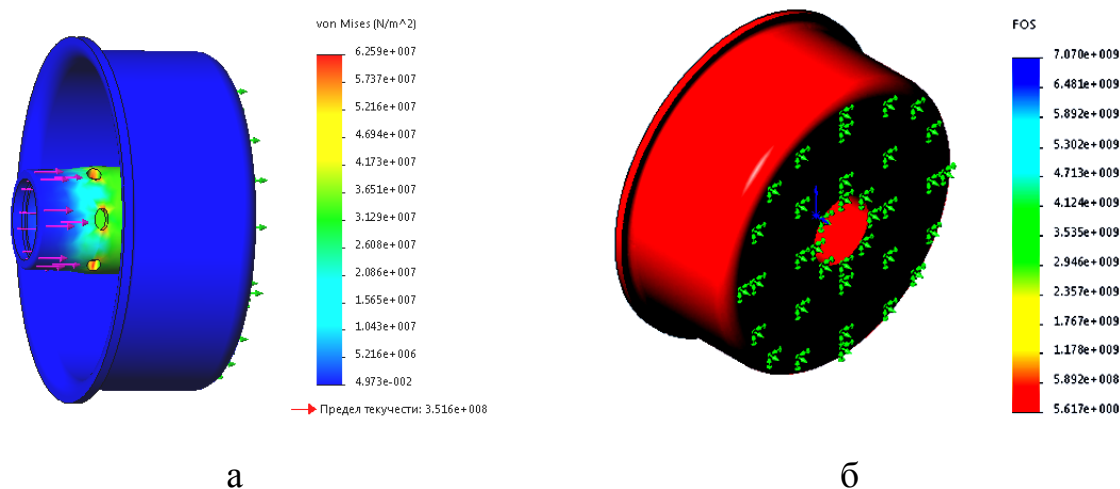 von Mises (N/m^2)
6.259e+007
5.737e+007
5.216e+007
4.694e+007
4.173e+007
3.651e+007
3.129e+007
2.608e+007
2.086e+007
1.565e+007
1.043e+007
5.216e+006
4.973e-002
Предел текучести: 3.516e+008
а
FOS
7.070e+009
6.481e+009
5.892e+009
5.302e+009
4.713e+009
4.124e+009
3.535e+009
2.946e+009
2.357e+009
1.767e+009
1.178e+009
5.892e+008
5.617e+000
б